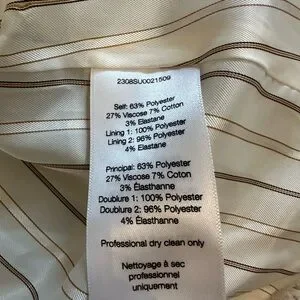 2308SU0021509
Self: 63% Polyester
27% Viscose 7% Cotton
3% Elastane
Lining 1: 100% Polyester
Lining 2: 96% Polyester
4% Elastane
Principal: 63% Polyester
27% Viscose 7% Coton
3% Élasthanne
Doublure 1: 100% Polyester
Doublure 2: 96% Polyester
4% Élasthanne
Professional dry clean only
Nettoyage à sec
professionnel
uniquement